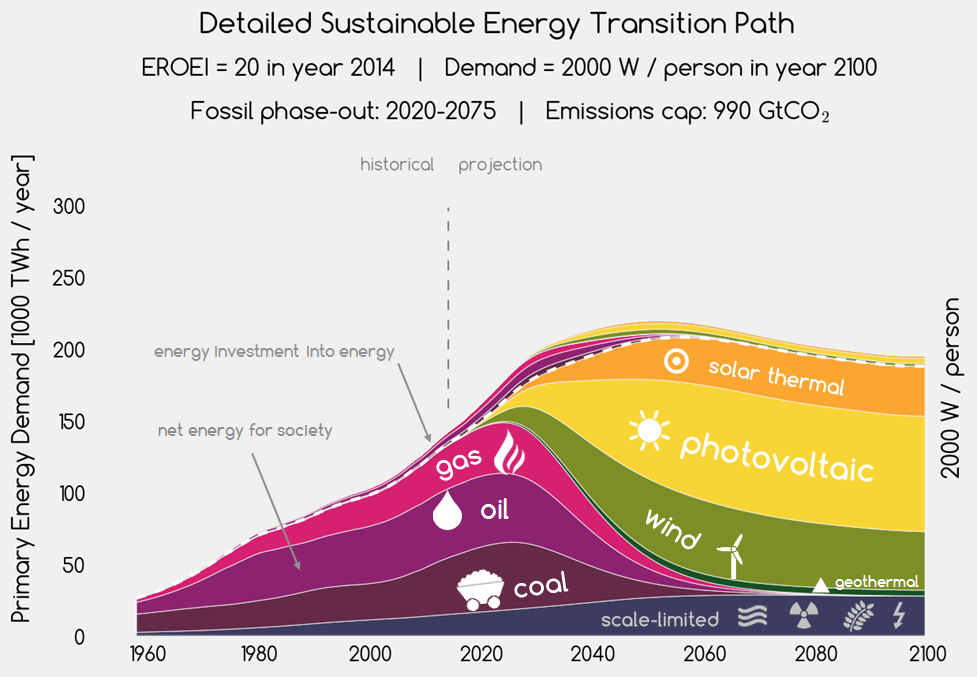 Detailed Sustainable Energy Transition Path
EROEI = 20 in year 2014 | Demand = 2000 W / person in year 2100
Fossil phase-out: 2020-2075 | Emissions cap: 990 GtCO₂
historical projection
Primary Energy Demand [1000 TWh / year]
300
250
200
150
100
50
0
energy investment into energy
net energy for society
gas
oil
coal
solar thermal
photovoltaic
wind
geothermal
scale-limited
2000 W / person
1960 1980 2000 2020 2040 2060 2080 2100